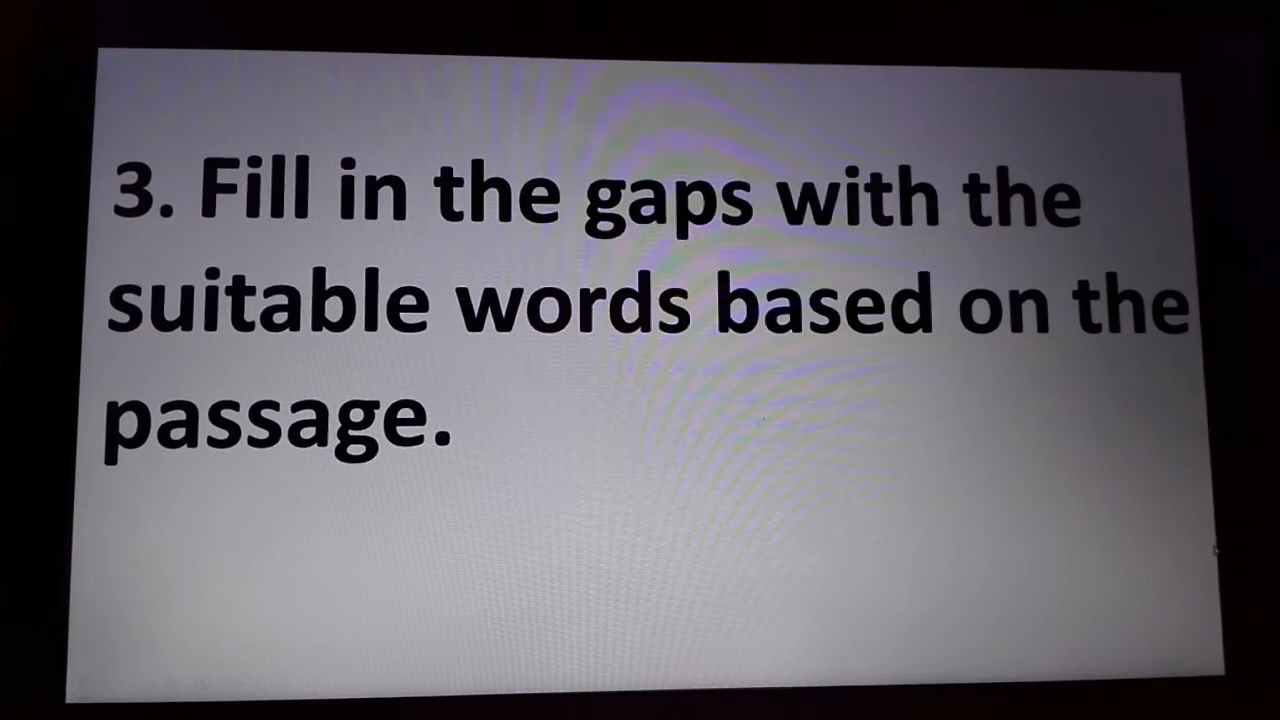 3. Fill in the gaps with the
suitable words based on the
passage.